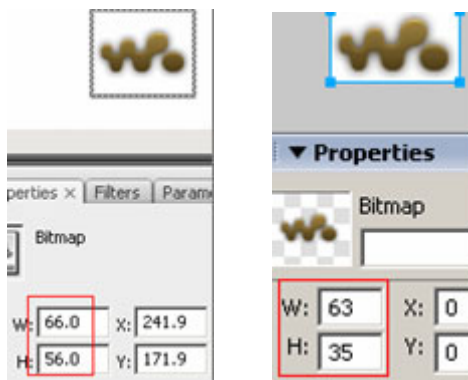 perties × Filters Param
Bitmap
W: 66.0 X: 241.9
H: 56.0 Y: 171.9
▼ Properties
Bitmap
W: 63 X: 0
H: 35 Y: 0